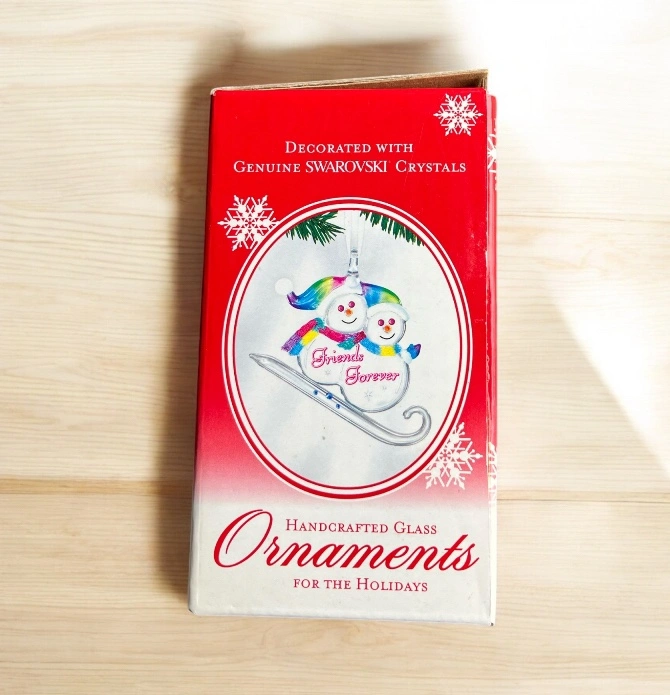 DECORATED WITH
GENUINE SWAROVSKI CRYSTALS
Friends
Forever
HANDCRAFTED GLASS
Ornaments
FOR THE HOLIDAYS